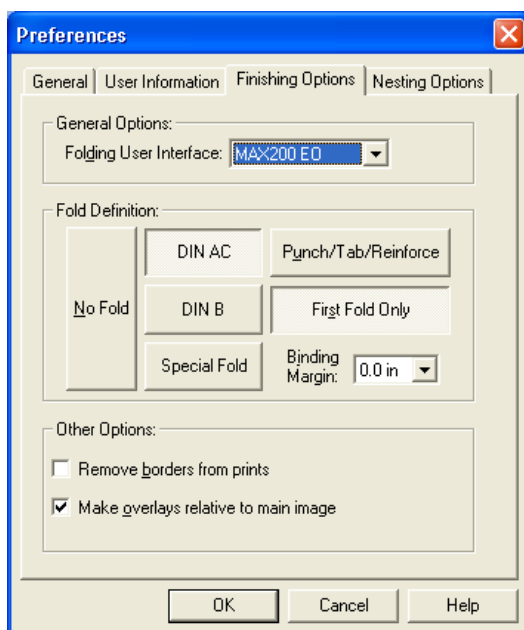 Preferences
General User Information Finishing Options Nesting Options
General Options:
Folding User Interface: MAX200 EO
Fold Definition:
DIN AC Punch/Tab/Reinforce
No Fold DIN B First Fold Only
Special Fold Binding Margin: 0.0 in
Other Options:
Remove borders from prints
Make overlays relative to main image
OK Cancel Help